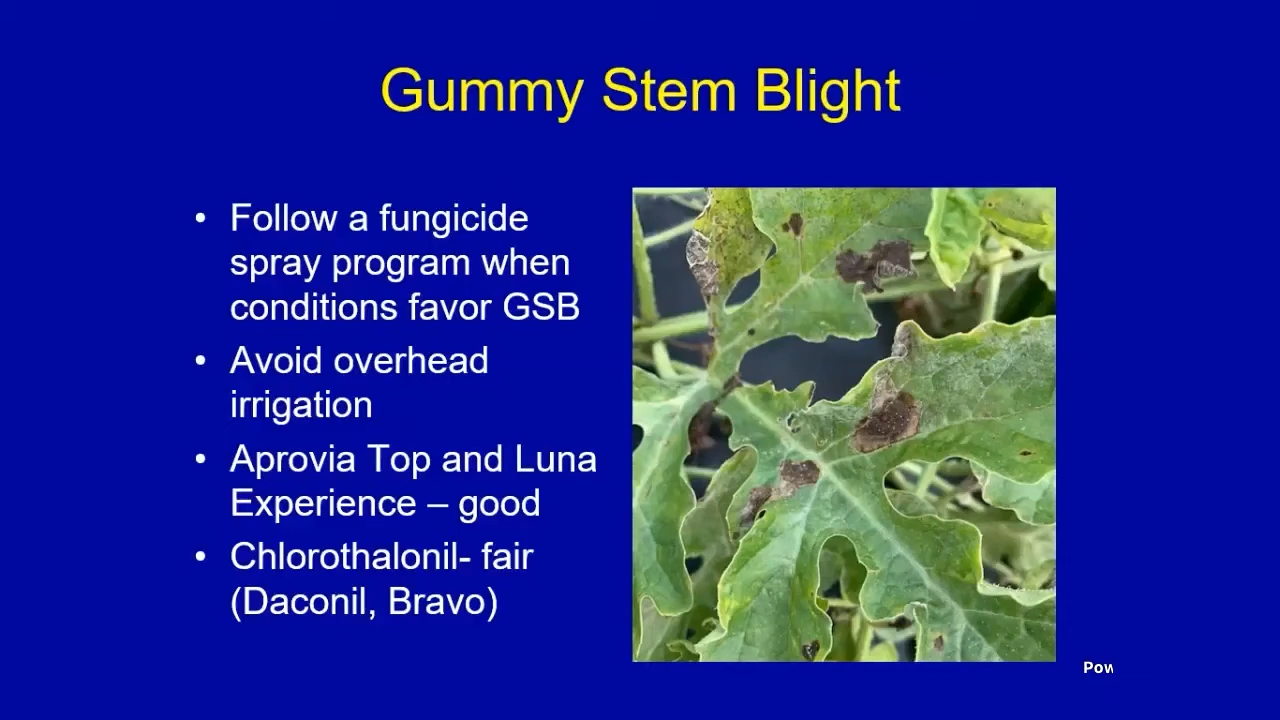 Gummy Stem Blight
• Follow a fungicide
spray program when
conditions favor GSB
• Avoid overhead
irrigation
• Aprovia Top and Luna
Experience – good
• Chlorothalonil- fair
(Daconil, Bravo)
Pow